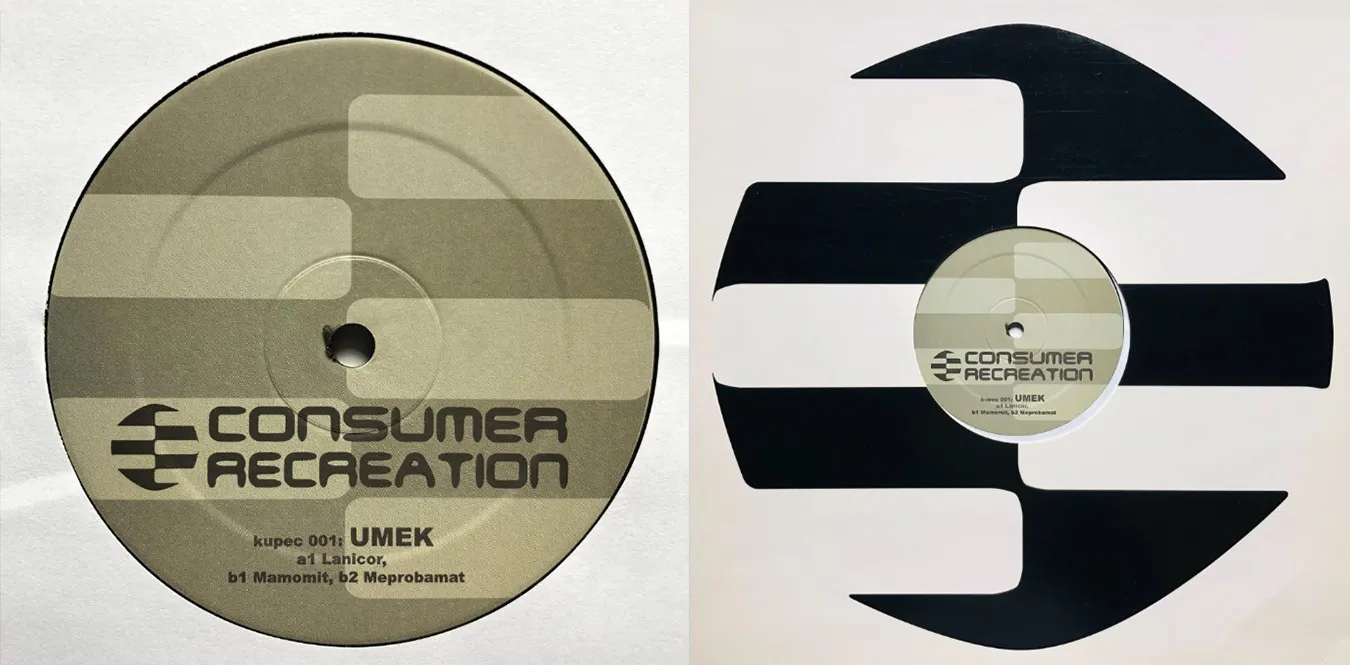 CONSUMER
RECREATION
kupec 001: UMEK
a1 Lanicor,
b1 Mamomit, b2 Meprobamat
CONSUMER
RECREATION
kupec 001: UMEK
a1 Lanicor,
b1 Mamomit, b2 Meprobamat